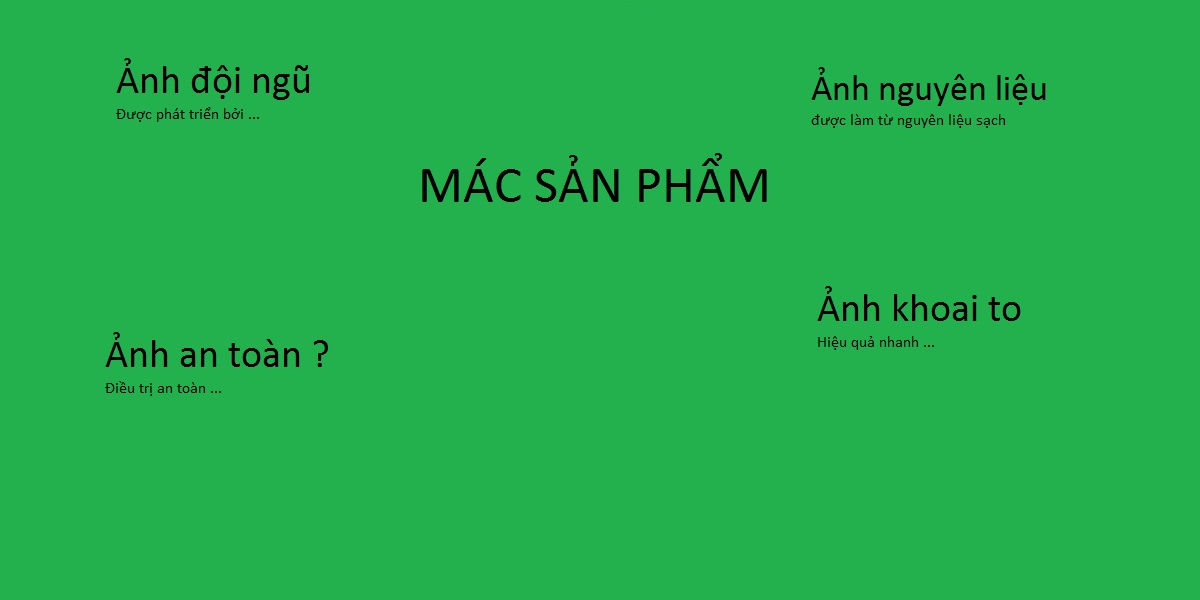 Ảnh đội ngũ
Được phát triển bởi ...
Ảnh nguyên liệu
được làm từ nguyên liệu sạch
MÁC SẢN PHẨM
Ảnh khoai to
Hiệu quả nhanh ...
Ảnh an toàn ?
Điều trị an toàn ...